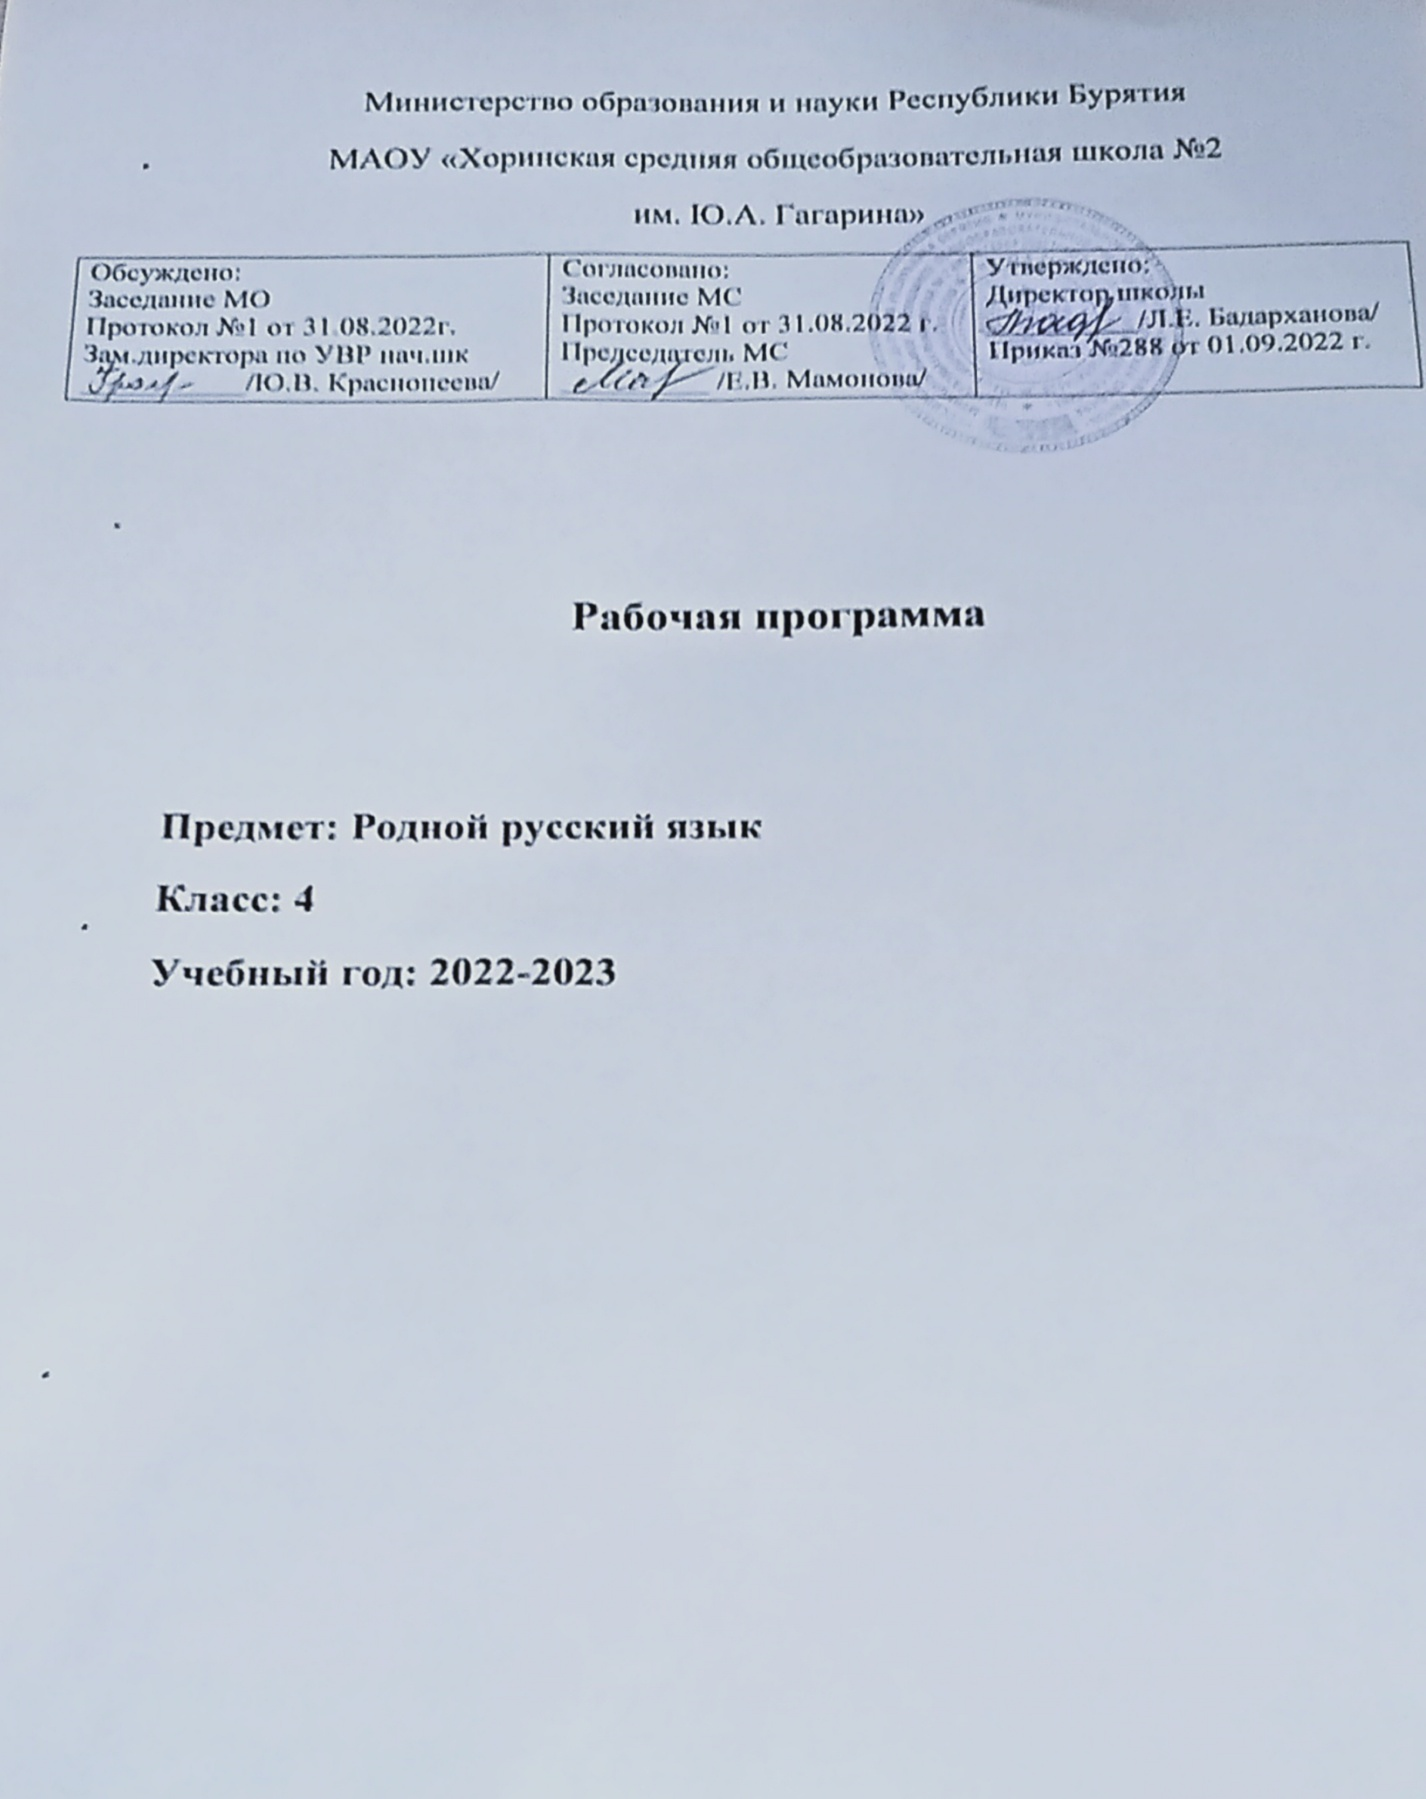 Министерство образования и науки Республики Бурятия
МАОУ «Хоринская средняя общеобразовательная школа №2
им. Ю.А. Гагарина»
Обсуждено:
Заседание МО
Протокол №1 от 31.08.2022г.
Зам.директора по УВР нач.шк
/Ю.В. Краснопеева/
Согласовано:
Заседание МС
Протокол №1 от 31.08.2022 г.
Председатель МС
/Е.В. Мамонова/
Утверждено:
Директор школы
/Л.Е. Бадарханова/
Приказ №288 от 01.09.2022 г.
Рабочая программа
Предмет: Родной русский язык
Класс: 4
Учебный год: 2022-2023